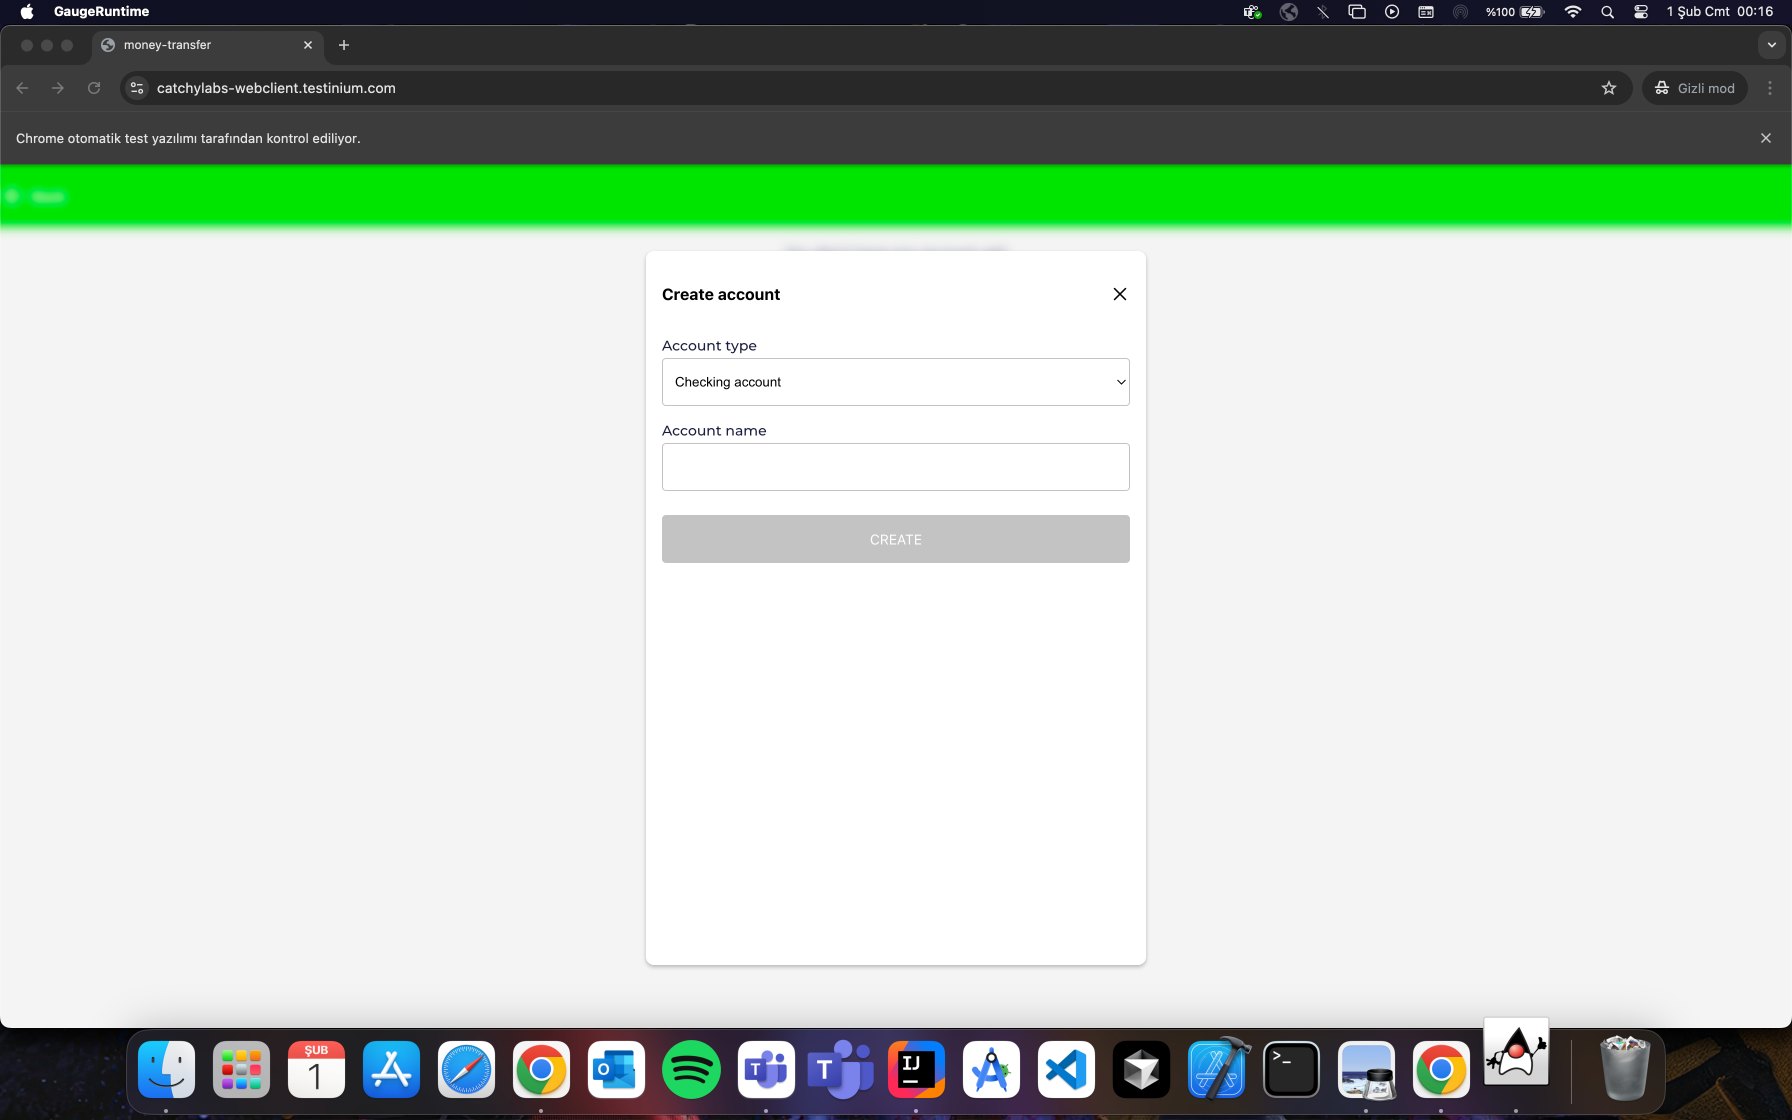 GaugeRuntime
%100
1 Şub Cmt 00:16
money-transfer
catchylabs-webclient.testinium.com
Gizli mod
Chrome otomatik test yazılımı tarafından kontrol ediliyor.
Create account
Account type
Checking account
Account name
CREATE
ŞUB
1